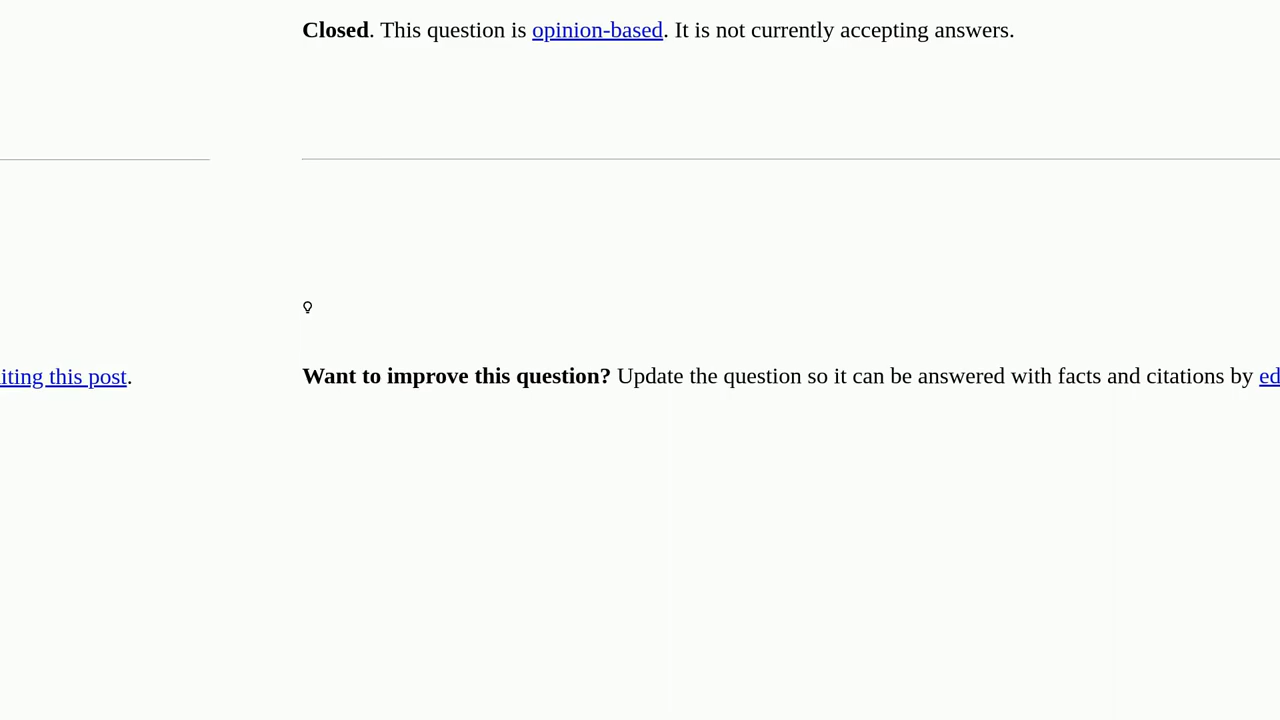 Closed. This question is opinion-based. It is not currently accepting answers.
iting this post.
Want to improve this question? Update the question so it can be answered with facts and citations by ed